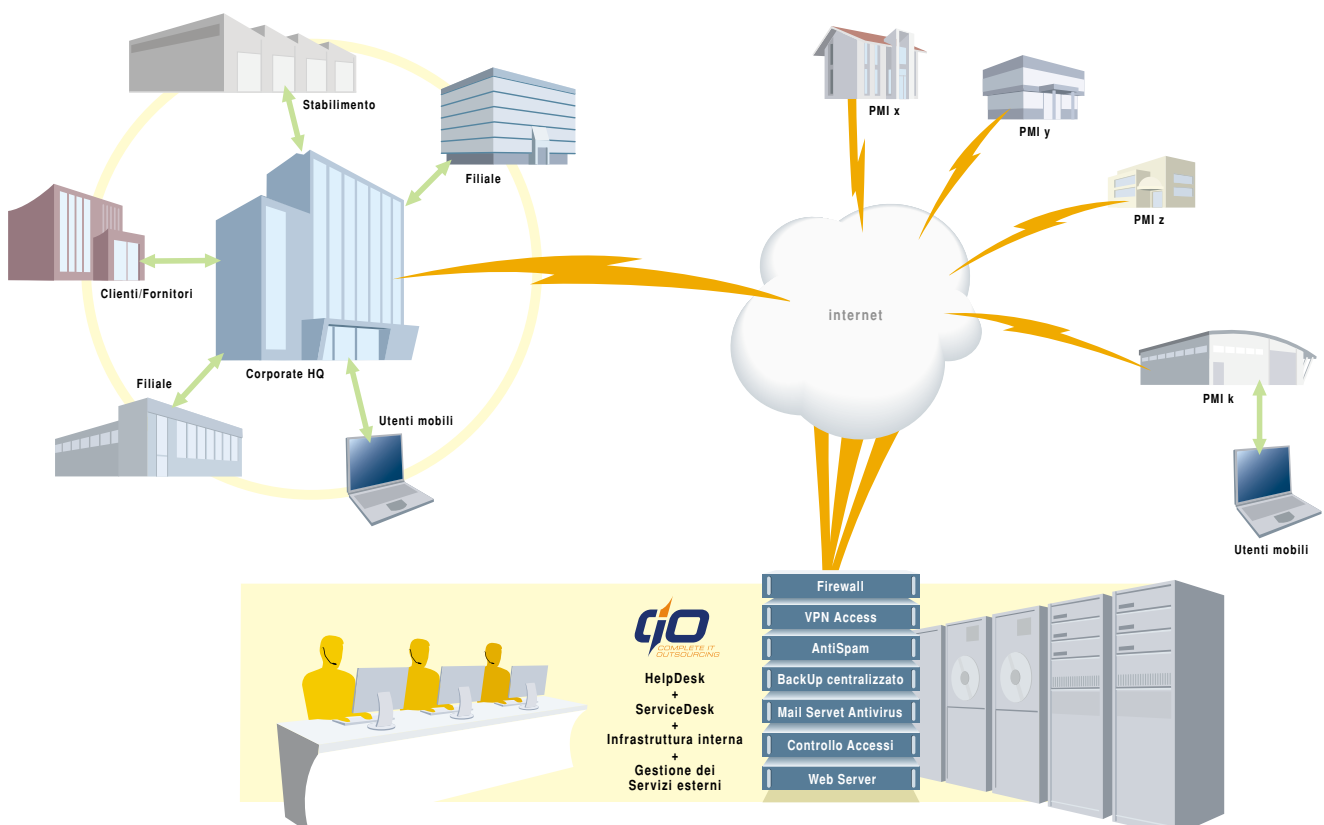 Stabilimento
Filiale
Clienti/Fornitori
Corporate HQ
Filiale
Utenti mobili
PMI x
PMI y
PMI z
internet
PMI k
Utenti mobili
COMPLETE IT
OUTSOURCING
HelpDesk
+
ServiceDesk
+
Infrastruttura interna
+
Gestione dei
Servizi esterni
Firewall
VPN Access
AntiSpam
BackUp centralizzato
Mail Servet Antivirus
Controllo Accessi
Web Server